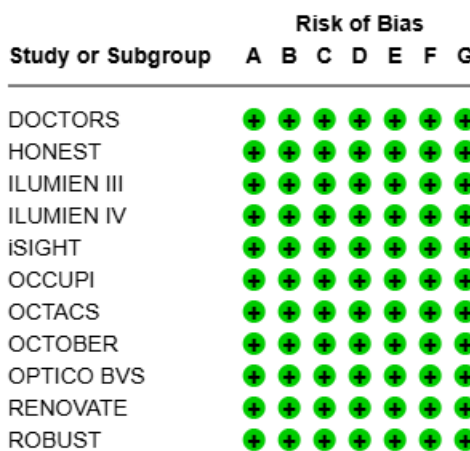 Risk of Bias
Study or Subgroup A B C D E F G
DOCTORS + + + + + + +
HONEST + + + + + + +
ILUMIEN III + + + + + + +
ILUMIEN IV + + + + + + +
iSIGHT + + + + + + +
OCCUPI + + + + + + +
OCTACS + + + + + + +
OCTOBER + + + + + + +
OPTICO BVS + + + + + + +
RENOVATE + + + + + + +
ROBUST + + + + + + +